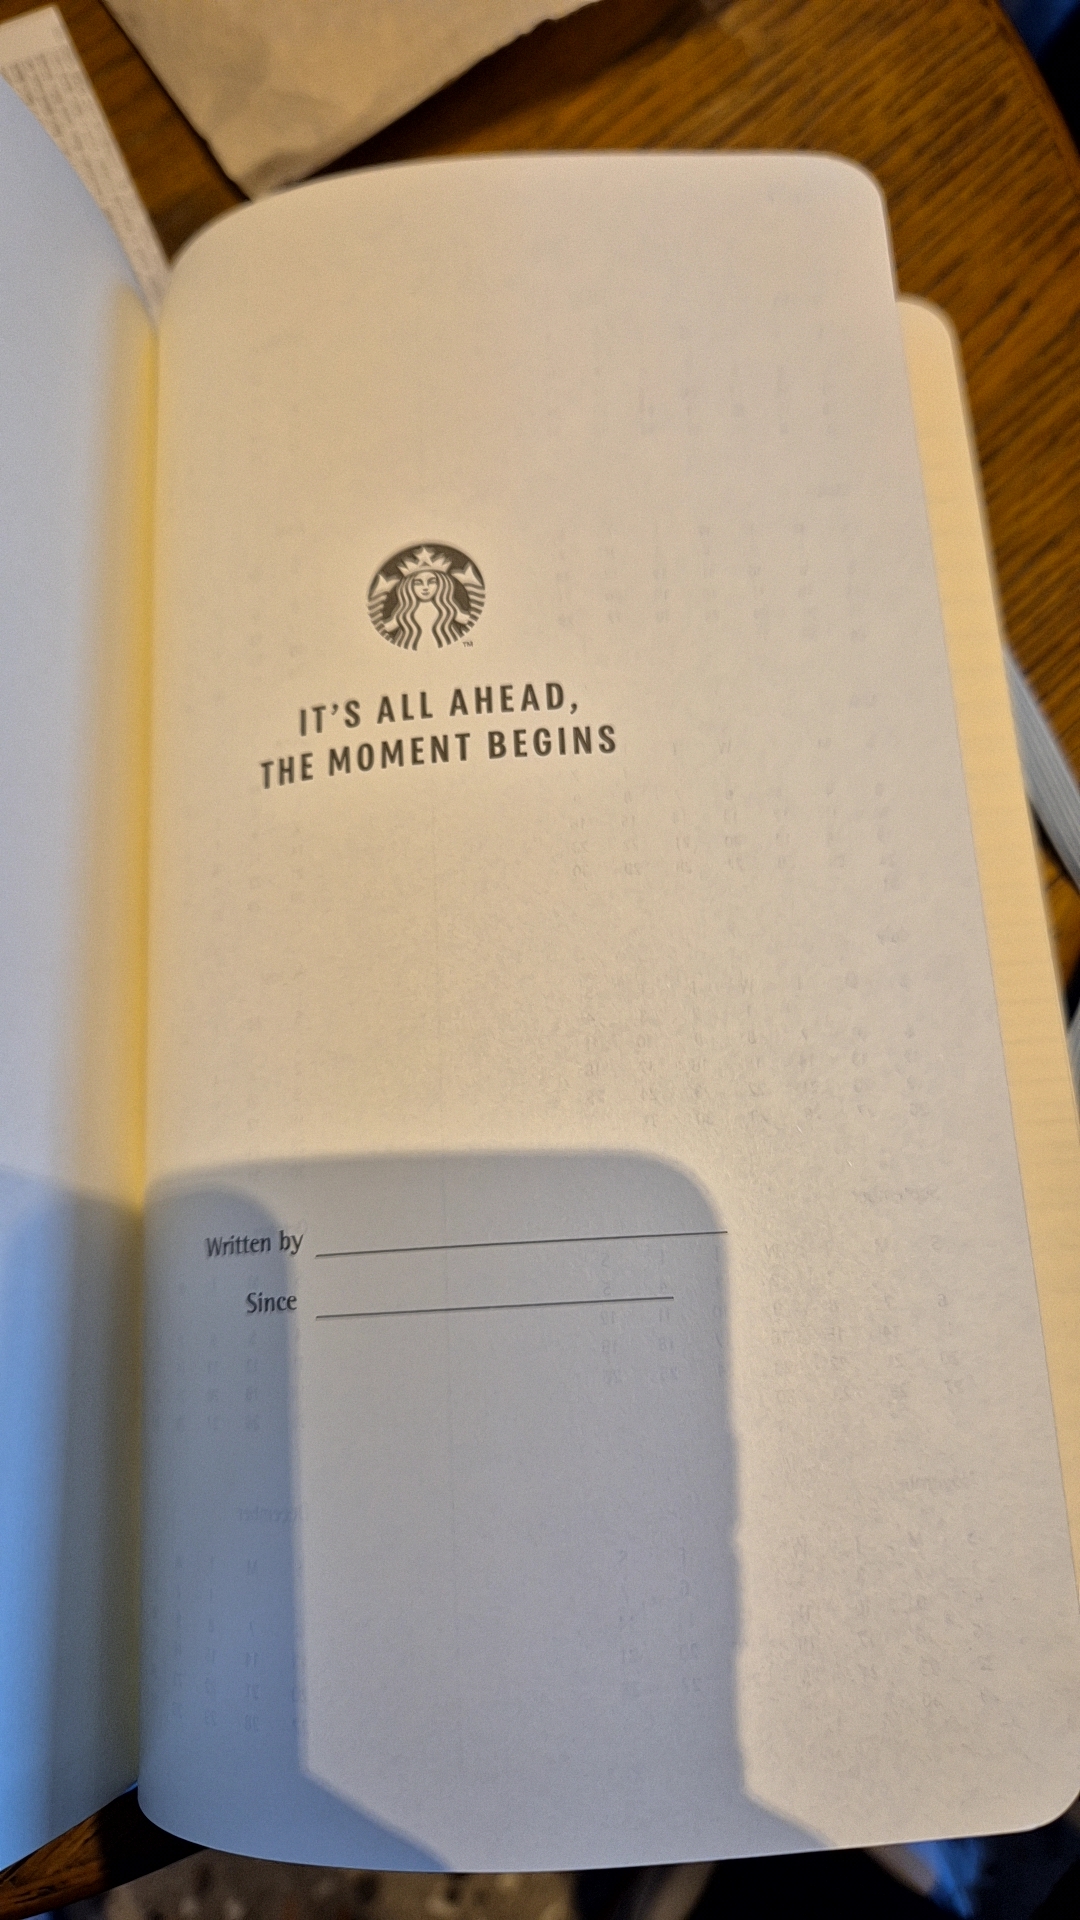 IT'S ALL AHEAD,
THE MOMENT BEGINS
Written by
Since